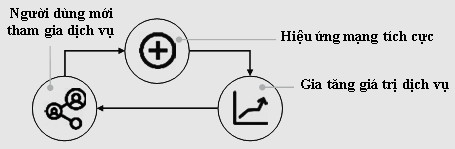 Người dùng mới
tham gia dịch vụ
Hiệu ứng mạng tích cực
Gia tăng giá trị dịch vụ